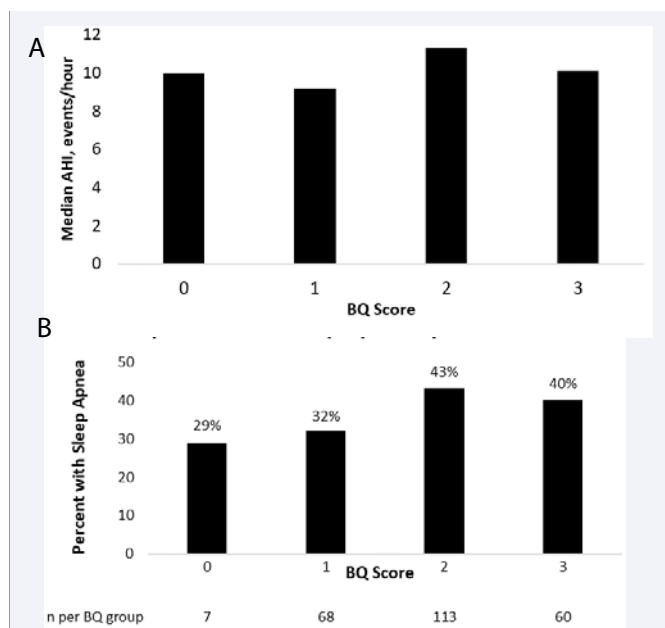 A
12
10
8
6
4
2
0
Median AHI, events/hour
0 1 2 3
BQ Score
B
50
40
30
20
10
0
Percent with Sleep Apnea
29% 32% 43% 40%
0 1 2 3
BQ Score
n per BQ group 7 68 113 60